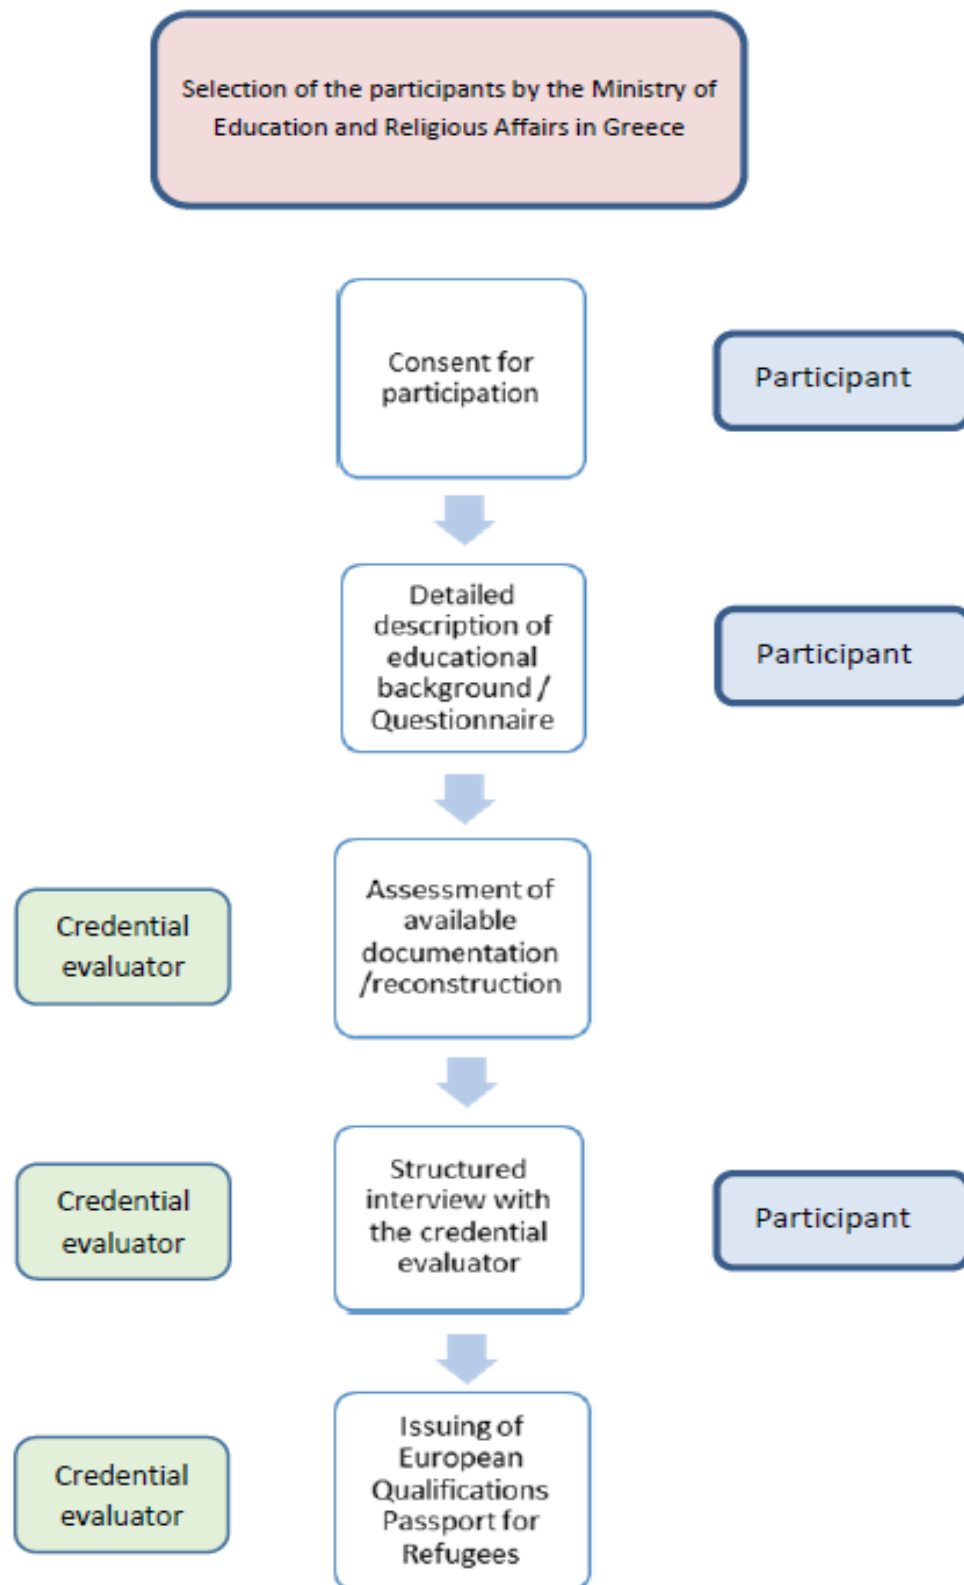 Selection of the participants by the Ministry of
Education and Religious Affairs in Greece
Consent for
participation
Participant
Detailed
description of
educational
background /
Questionnaire
Participant
Credential
evaluator
Assessment of
available
documentation
/reconstruction
Credential
evaluator
Structured
interview with
the credential
evaluator
Participant
Credential
evaluator
Issuing of
European
Qualifications
Passport for
Refugees